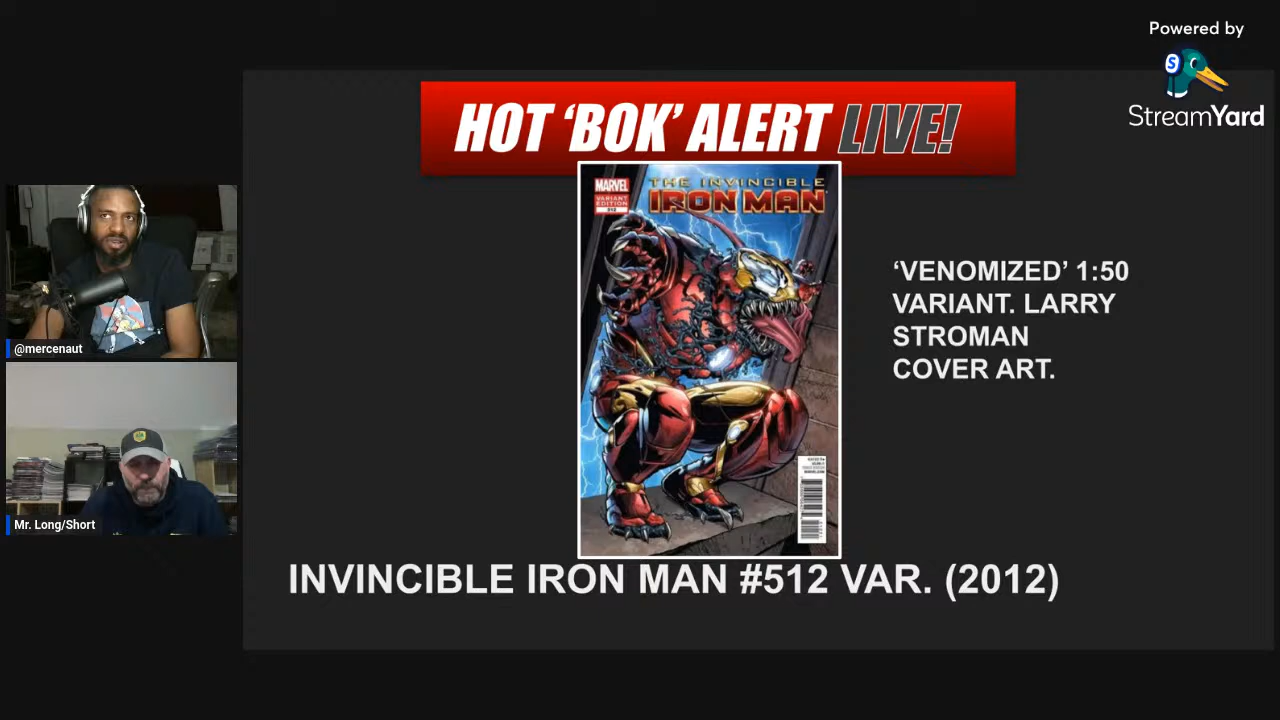 Powered by
StreamYard
HOT ‘BOK’ ALERT LIVE!
MARVEL
VARIANT
EDITION
512
THE INVINCIBLE
IRON MAN
‘VENOMIZED’ 1:50
VARIANT. LARRY
STROMAN
COVER ART.
@mercenaut
Mr. Long/Short
INVINCIBLE IRON MAN #512 VAR. (2012)